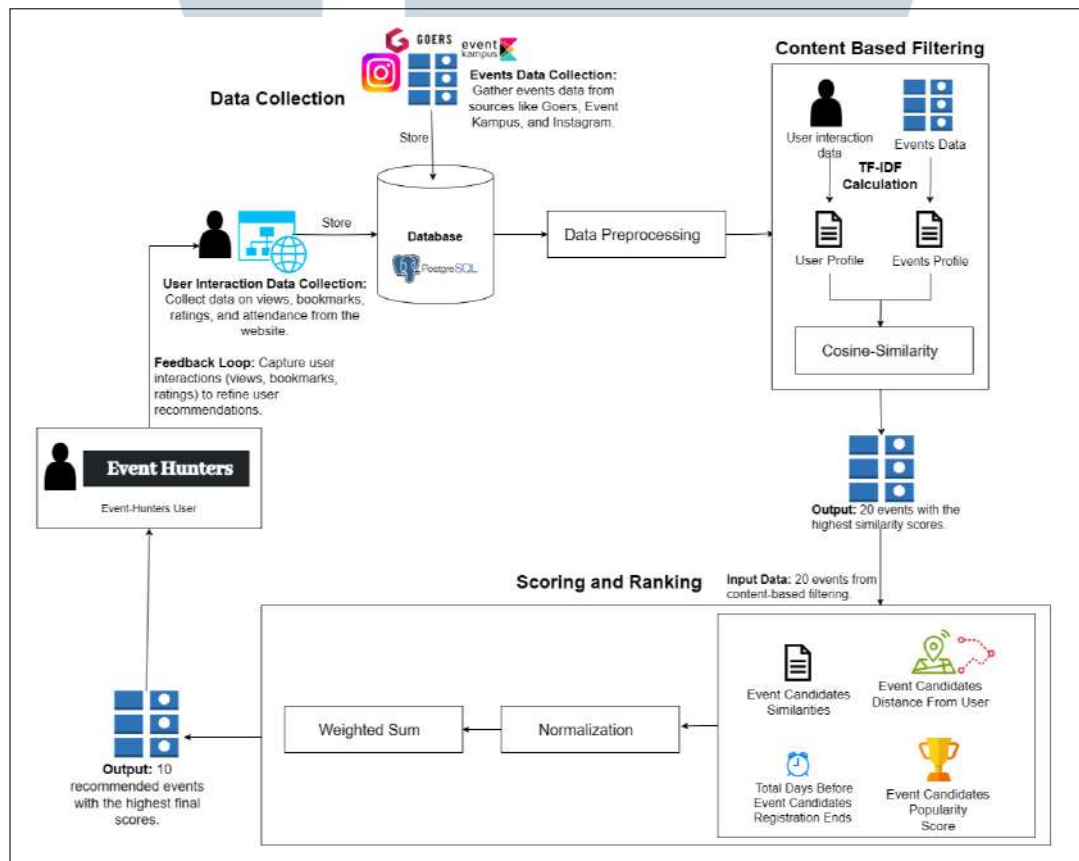 Data Collection
GOERS
event
kampus
Events Data Collection:
Gather events data from
sources like Goers, Event
Kampus, and Instagram.
Store
Content Based Filtering
User interaction
data
Events Data
TF-IDF
Calculation
User Profile
Events Profile
Cosine-Similarity
Store
Database
PostgreSQL
Data Preprocessing
User Interaction Data Collection:
Collect data on views, bookmarks,
ratings, and attendance from the
website.
Feedback Loop: Capture user
interactions (views, bookmarks,
ratings) to refine user
recommendations.
Event Hunters
Event-Hunters User
Output: 20 events with the
highest similarity scores.
Scoring and Ranking
Input Data: 20 events from
content-based filtering.
Event Candidates
Similarities
Event Candidates
Distance From User
Total Days Before
Event Candidates
Registration Ends
Event Candidates
Popularity
Score
Normalization
Weighted Sum
Output: 10
recommended events
with the highest final
scores.